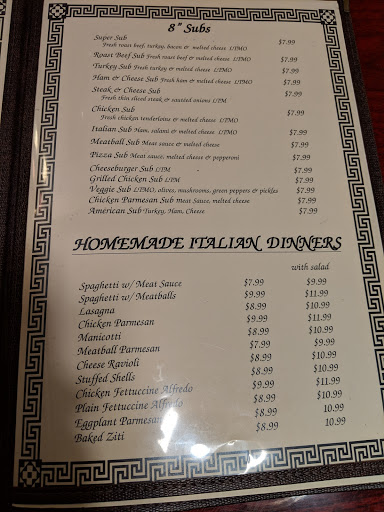 8" Subs
Super Sub $7.99
Fresh roast beef, turkey, bacon & melted cheese LTMO
Roast Beef Sub Fresh roast beef & melted cheese LTMO $7.99
Turkey Sub Fresh turkey & melted cheese LTMO $7.99
Ham & Cheese Sub Fresh ham & melted cheese LTMO $7.99
Steak & Cheese Sub $7.99
Fresh thin sliced steak & sauteed onions LTM
Chicken Sub $7.99
Fresh chicken tenderloins & melted cheese LTMO
Italian Sub Ham, salami & melted cheese LTMO $7.99
Meatball Sub Meat sauce & melted cheese $7.99
Pizza Sub Meat sauce, melted cheese & pepperoni $7.99
Cheeseburger Sub LTM $7.99
Grilled Chicken Sub LTM $7.99
Veggie Sub LTMO, olives, mushrooms, green peppers & pickles $7.99
Chicken Parmesan Sub Meat Sauce, melted cheese $7.99
American Sub Turkey, Ham, Cheese $7.99
HOMEMADE ITALIAN DINNERS
with salad
Spaghetti w/ Meat Sauce $7.99 $9.99
Spaghetti w/ Meatballs $9.99 $11.99
Lasagna $8.99 $10.99
Chicken Parmesan $9.99 $11.99
Manicotti $8.99 $10.99
Meatball Parmesan $7.99 $9.99
Cheese Ravioli $8.99 $10.99
Stuffed Shells $8.99 $10.99
Chicken Fettuccine Alfredo $9.99 $11.99
Plain Fettuccine Alfredo $8.99 $10.99
Eggplant Parmesan $8.99 10.99
Baked Ziti $8.99 10.99